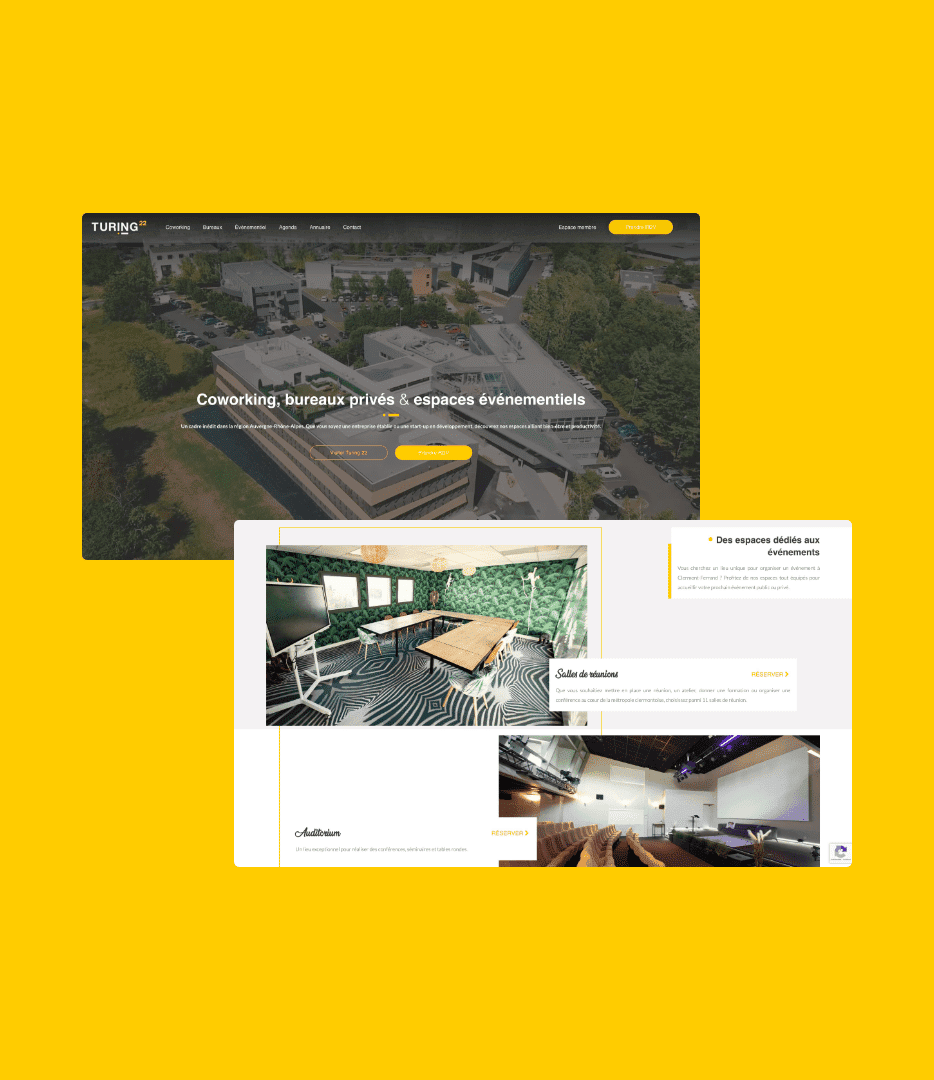 TURING 22
Coworking Bureaux Événementiel Agenda Annuaire Contact Espace membre Prendre RDV
Coworking, bureaux privés & espaces événementiels
Un cadre inédit dans la région Auvergne-Rhône-Alpes. Que vous soyez une entreprise établie ou une start-up en développement, découvrez nos espaces alliant bien-être et productivité.
Visiter Turing 22 Prendre RDV
Des espaces dédiés aux
événements
Vous cherchez un lieu unique pour organiser un événement à
Clermont-Ferrand ? Profitez de nos espaces tout équipés pour
accueillir votre prochain événement public ou privé.
Salles de réunions RÉSERVER
Que vous souhaitiez mettre en place une réunion, un atelier, donner une formation ou organiser une
conférence au coeur de la métropole clermontoise, choisissez parmi 11 salles de réunion.
Auditorium RÉSERVER
Un lieu exceptionnel pour réaliser des conférences, séminaires et tables rondes.